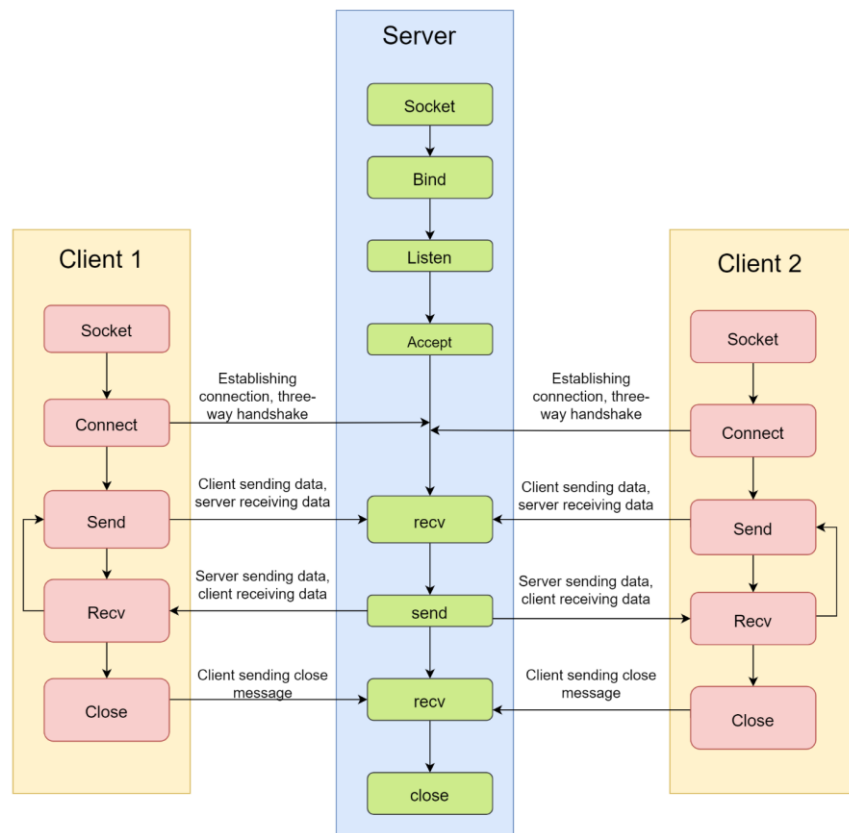 Server
Socket
Bind
Listen
Accept
recv
send
recv
close
Client 1
Socket
Connect
Send
Recv
Close
Establishing
connection, three-
way handshake
Client sending data,
server receiving data
Server sending data,
client receiving data
Client sending close
message
Establishing
connection, three-
way handshake
Client sending data,
server receiving data
Server sending data,
client receiving data
Client sending close
message
Client 2
Socket
Connect
Send
Recv
Close